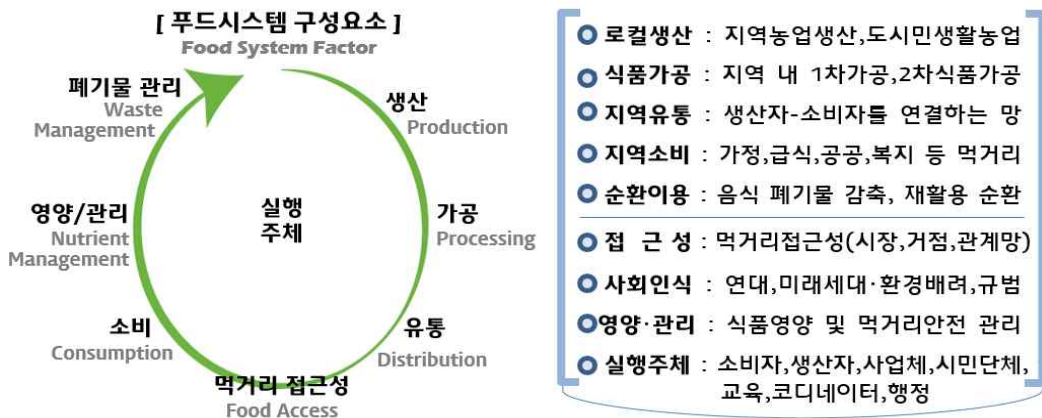 [ 푸드시스템 구성요소 ]
Food System Factor
생산
Production
가공
Processing
유통
Distribution
먹거리 접근성
Food Access
소비
Consumption
영양/관리
Nutrient
Management
폐기물 관리
Waste
Management
실행
주체
로컬생산 : 지역농업생산,도시민생활농업
식품가공 : 지역 내 1차가공,2차식품가공
지역유통 : 생산자-소비자를 연결하는 망
지역소비 : 가정,급식,공공,복지 등 먹거리
순환이용 : 음식 폐기물 감축, 재활용 순환
접 근 성 : 먹거리접근성(시장,거점,관계망)
사회인식 : 연대,미래세대·환경배려,규범
영양·관리 : 식품영양 및 먹거리안전 관리
실행주체 : 소비자,생산자,사업체,시민단체,
교육,코디네이터,행정